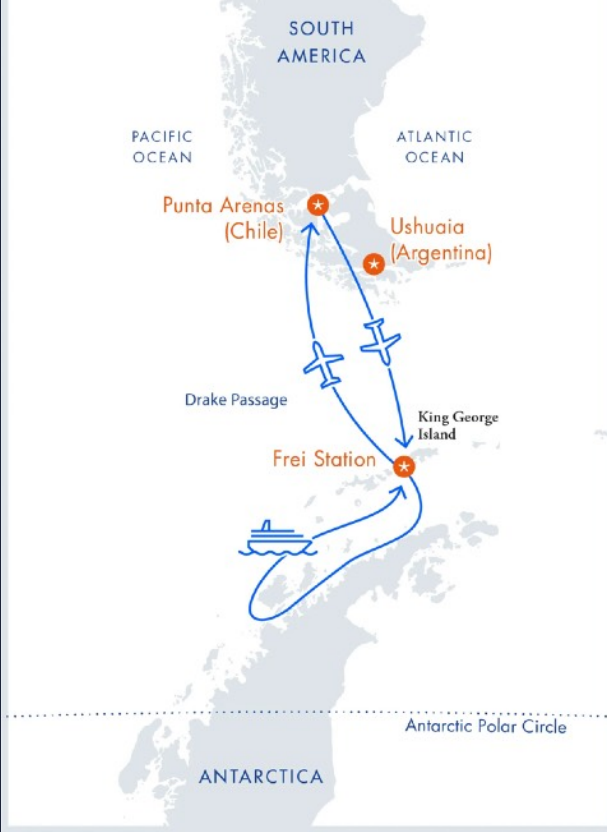 SOUTH
AMERICA
PACIFIC
OCEAN
ATLANTIC
OCEAN
Punta Arenas
(Chile)
Ushuaia
(Argentina)
Drake Passage
King George
Island
Frei Station
Antarctic Polar Circle
ANTARCTICA